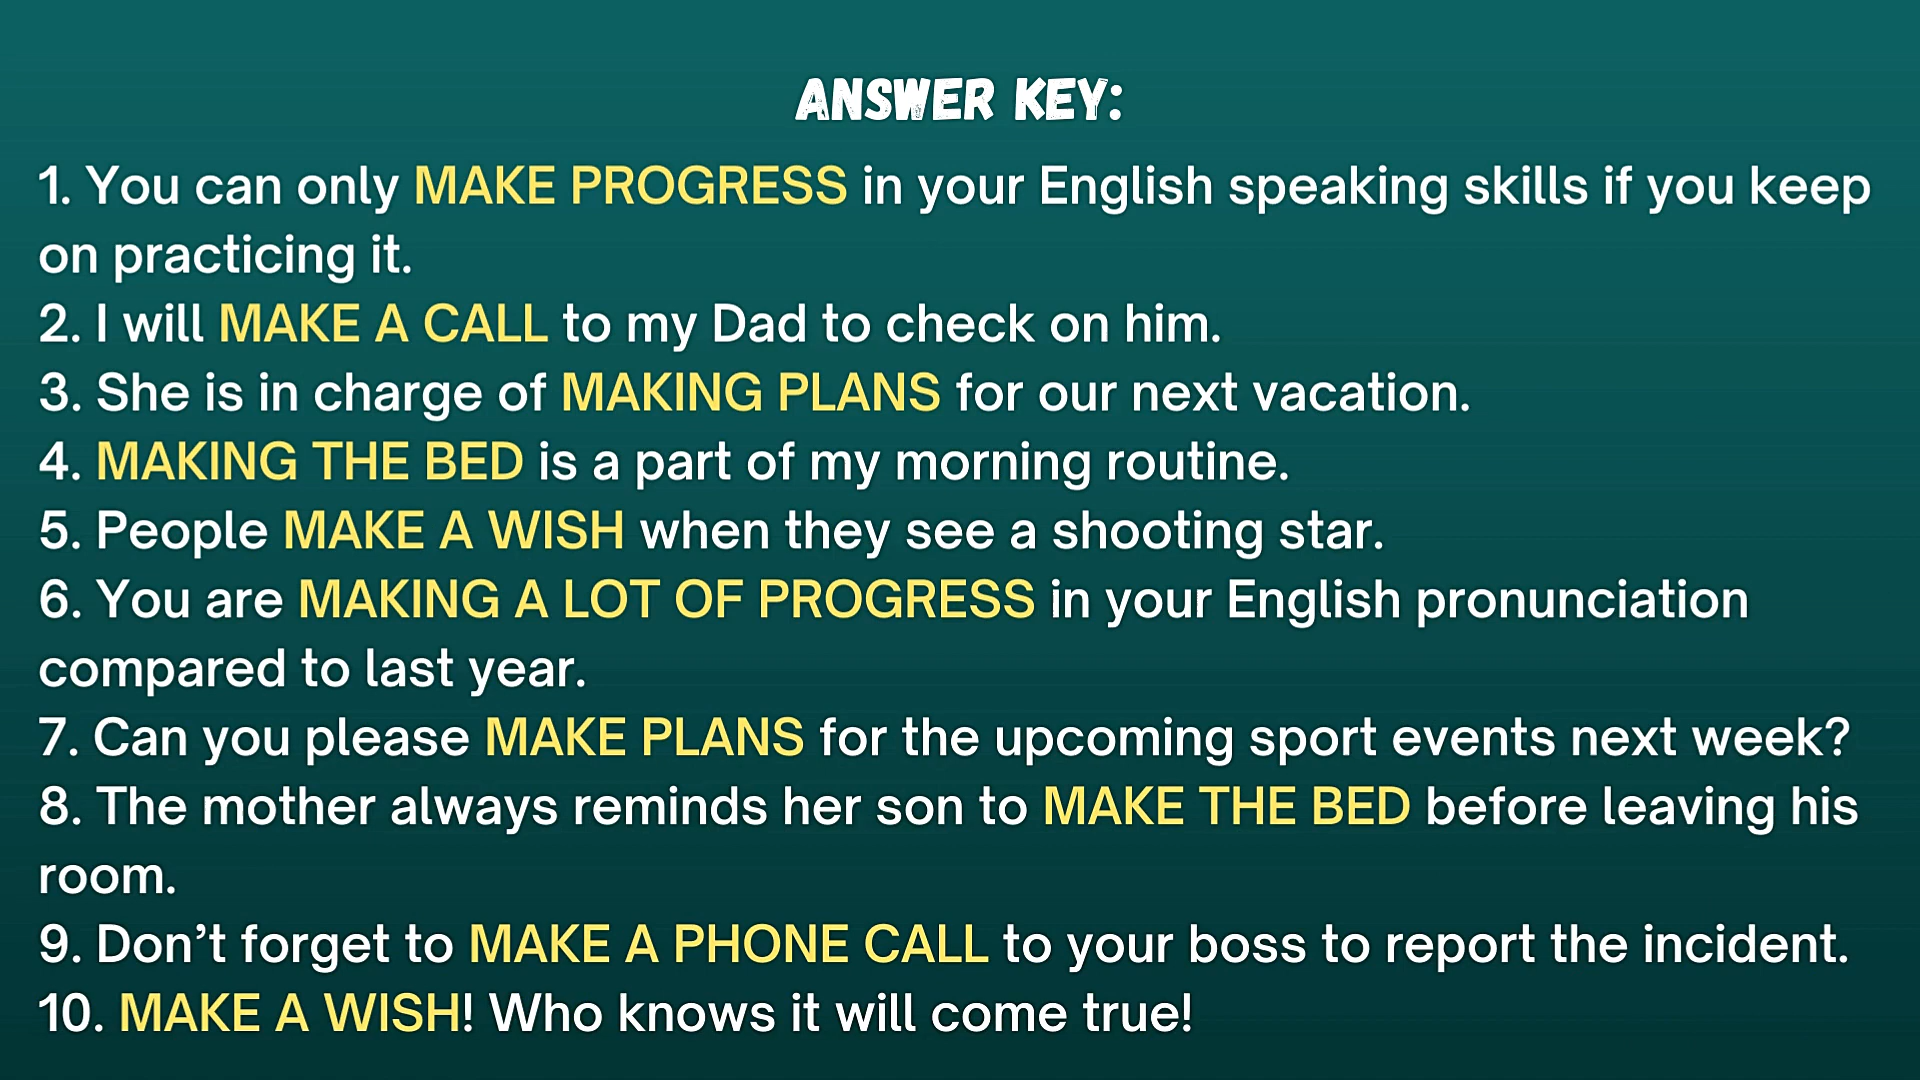 ANSWER KEY:
1. You can only MAKE PROGRESS in your English speaking skills if you keep
on practicing it.
2. I will MAKE A CALL to my Dad to check on him.
3. She is in charge of MAKING PLANS for our next vacation.
4. MAKING THE BED is a part of my morning routine.
5. People MAKE A WISH when they see a shooting star.
6. You are MAKING A LOT OF PROGRESS in your English pronunciation
compared to last year.
7. Can you please MAKE PLANS for the upcoming sport events next week?
8. The mother always reminds her son to MAKE THE BED before leaving his
room.
9. Don’t forget to MAKE A PHONE CALL to your boss to report the incident.
10. MAKE A WISH! Who knows it will come true!